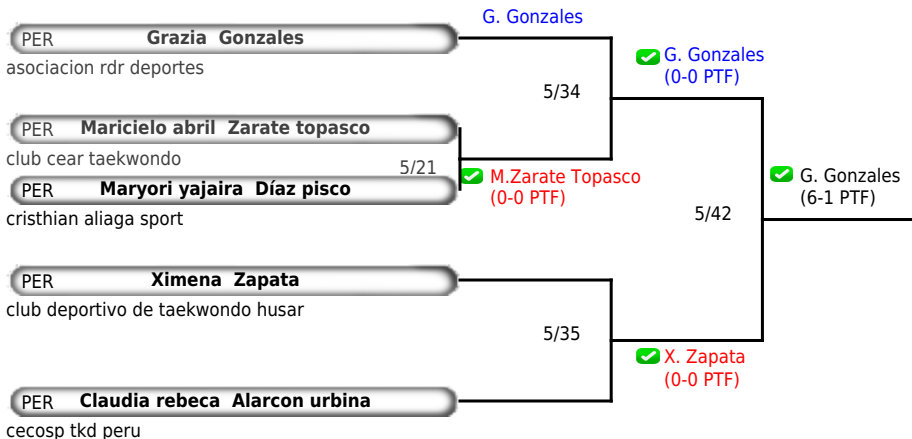 G. Gonzales
PER Grazia Gonzales
asociacion rdr deportes
G. Gonzales
(0-0 PTF)
5/34
PER Maricielo abril Zarate topasco
club cear taekwondo
5/21
M.Zarate Topasco
(0-0 PTF)
PER Maryori yajaira Díaz pisco
cristhian aliaga sport
G. Gonzales
(6-1 PTF)
5/42
PER Ximena Zapata
club deportivo de taekwondo husar
5/35
X. Zapata
(0-0 PTF)
PER Claudia rebeca Alarcon urbina
cecosp tkd peru